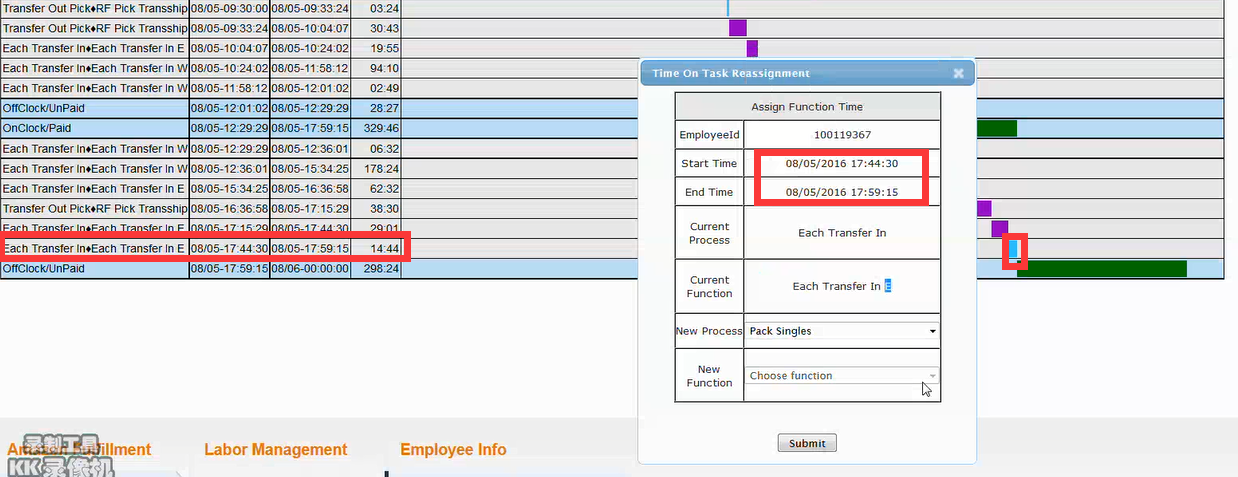 Transfer Out Pick♦RF Pick Transship 08/05-09:30:00 08/05-09:33:24 03:24
Transfer Out Pick♦RF Pick Transship 08/05-09:33:24 08/05-10:04:07 30:43
Each Transfer In♦Each Transfer In E 08/05-10:04:07 08/05-10:24:02 19:55
Each Transfer In♦Each Transfer In W 08/05-10:24:02 08/05-11:58:12 94:10
Each Transfer In♦Each Transfer In W 08/05-11:58:12 08/05-12:01:02 02:49
OffClock/UnPaid 08/05-12:01:02 08/05-12:29:29 28:27
OnClock/Paid 08/05-12:29:29 08/05-17:59:15 329:46
Each Transfer In♦Each Transfer In W 08/05-12:29:29 08/05-12:36:01 06:32
Each Transfer In♦Each Transfer In W 08/05-12:36:01 08/05-15:34:25 178:24
Each Transfer In♦Each Transfer In E 08/05-15:34:25 08/05-16:36:58 62:32
Transfer Out Pick♦RF Pick Transship 08/05-16:36:58 08/05-17:15:29 38:30
Each Transfer In♦Each Transfer In E 08/05-17:15:29 08/05-17:44:30 29:01
Each Transfer In♦Each Transfer In E 08/05-17:44:30 08/05-17:59:15 14:44
OffClock/UnPaid 08/05-17:59:15 08/06-00:00:00 298:24
Time On Task Reassignment
Assign Function Time
EmployeeId 100119367
Start Time 08/05/2016 17:44:30
End Time 08/05/2016 17:59:15
Current Process Each Transfer In
Current Function Each Transfer In E
New Process Pack Singles
New Function Choose function
Submit
录制工具
KK录像机
Labor Management
Employee Info